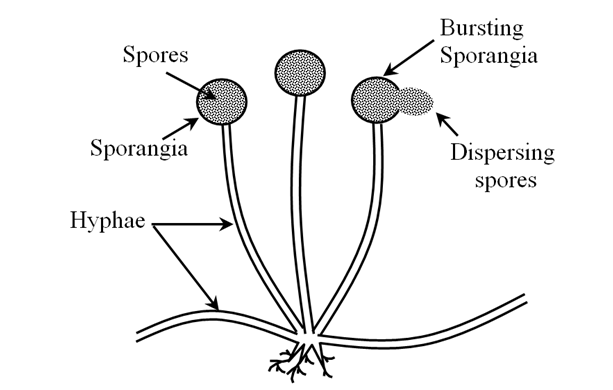 Bursting
Sporangia
Spores
Sporangia
Dispersing
spores
Hyphae